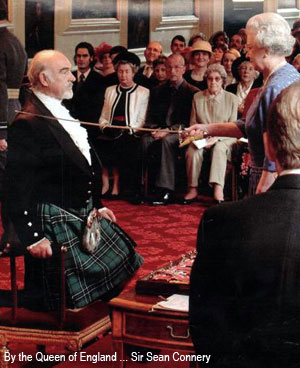 By the Queen of England ... Sir Sean Connery